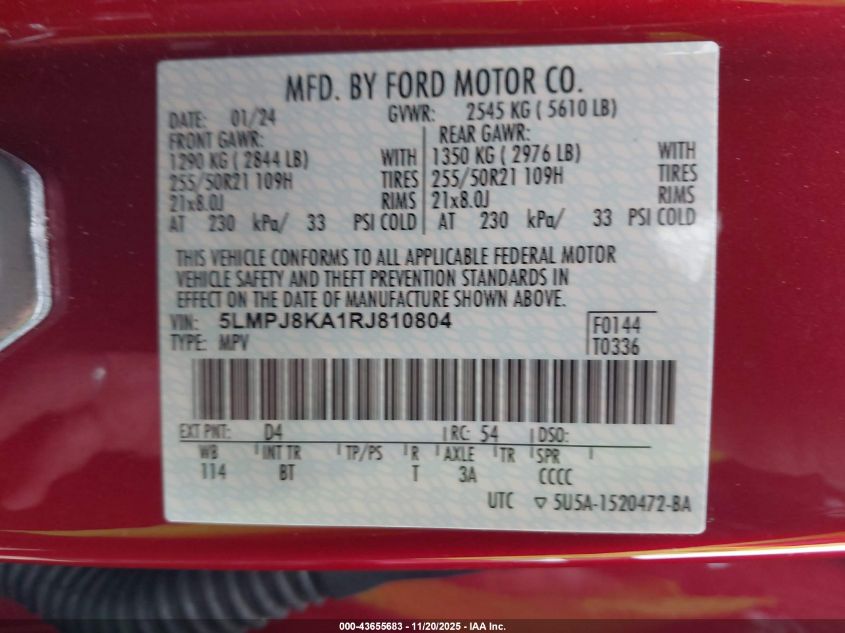 MFD. BY FORD MOTOR CO.
DATE: 01/24 GVWR: 2545 KG ( 5610 LB)
FRONT GAWR: REAR GAWR:
1290 KG ( 2844 LB) WITH 1350 KG ( 2976 LB) WITH
255/50R21 109H TIRES 255/50R21 109H TIRES
21x8.0J RIMS 21x8.0J RIMS
AT 230 kPa/ 33 PSI COLD AT 230 kPa/ 33 PSI COLD
THIS VEHICLE CONFORMS TO ALL APPLICABLE FEDERAL MOTOR
VEHICLE SAFETY AND THEFT PREVENTION STANDARDS IN
EFFECT ON THE DATE OF MANUFACTURE SHOWN ABOVE.
VIN: 5LMPJ8KA1RJ810804 F0144
TYPE: MPV T0336
EXT PNT: D4 RC: 54 DSO:
WB INT TR TP/PS R AXLE TR SPR
114 BT T 3A CCCC
UTC ▽ 5U5A-1520472-BA
000-43655683 - 11/20/2025 - IAA Inc.